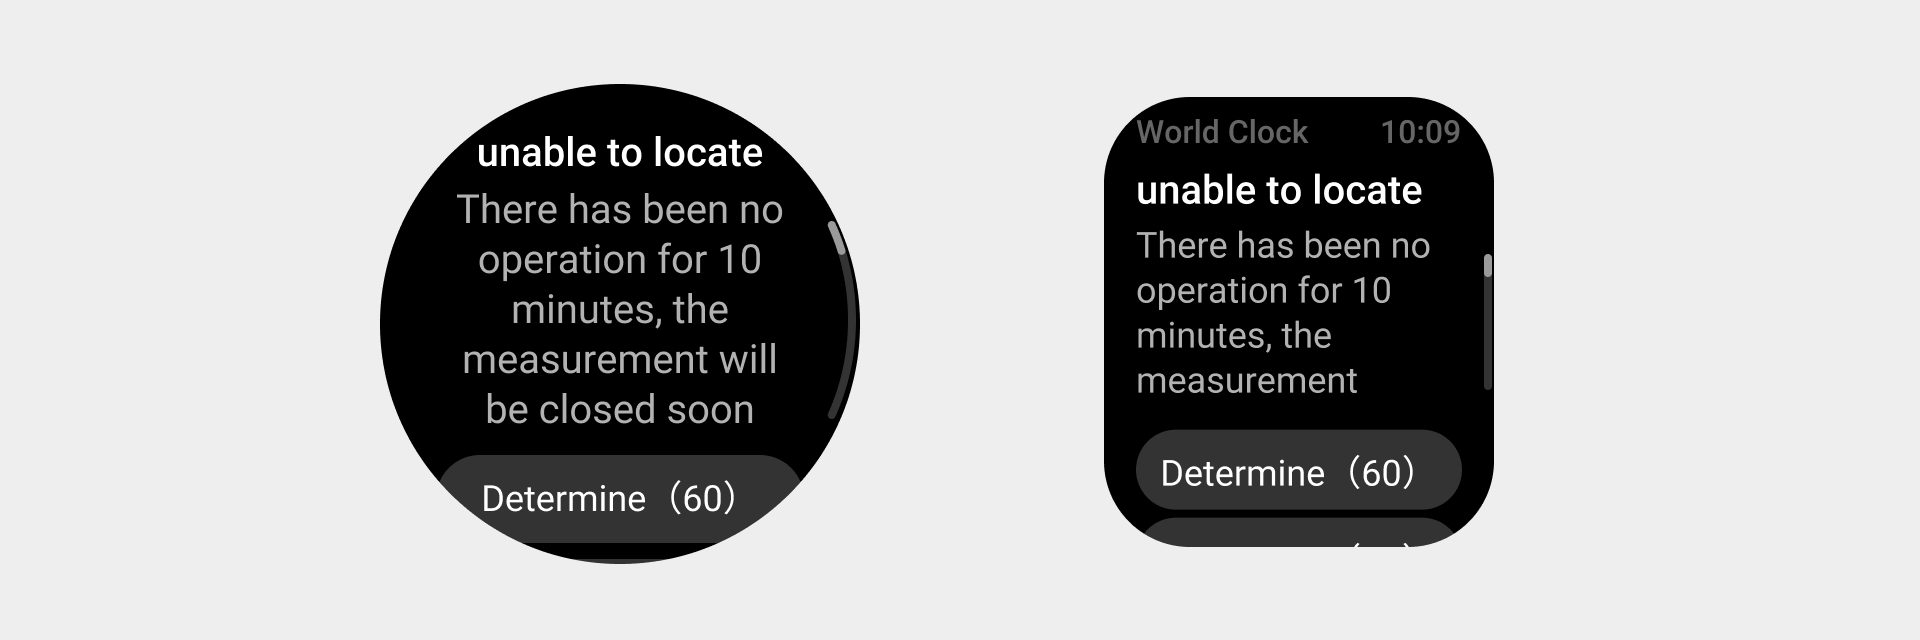 unable to locate
There has been no
operation for 10
minutes, the
measurement will
be closed soon
Determine（60）
World Clock 10:09
unable to locate
There has been no
operation for 10
minutes, the
measurement
Determine（60）